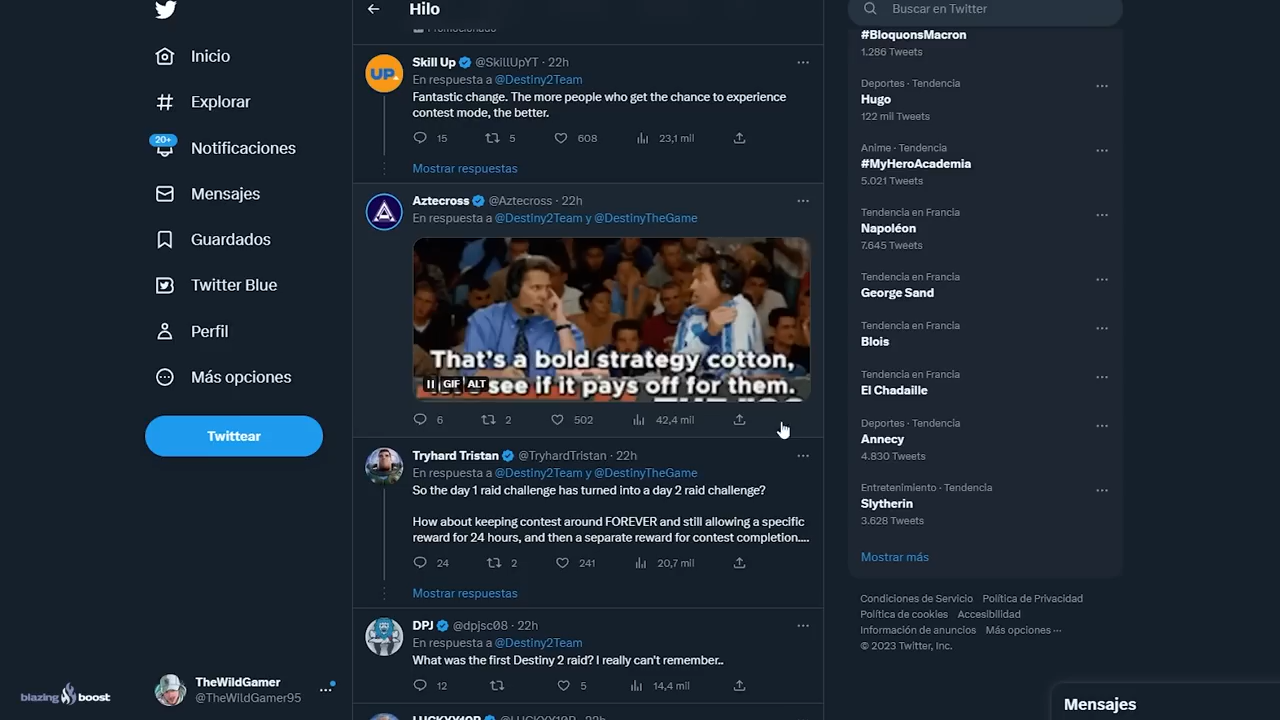 Inicio
Explorar
20+
Notificaciones
Mensajes
Guardados
Twitter Blue
Perfil
Más opciones
Twittear
TheWildGamer
@TheWildGamer95
blazing boost
Hilo
Promocionado
Skill Up @SkillUpYT · 22h
UP.
En respuesta a @Destiny2Team
Fantastic change. The more people who get the chance to experience
contest mode, the better.
15 5 608 23,1 mil
Mostrar respuestas
Aztecross @Aztecross · 22h
En respuesta a @Destiny2Team y @DestinyTheGame
That's a bold strategy cotton,
see if it pays off for them.
GIF ALT
6 2 502 42,4 mil
Tryhard Tristan @TryhardTristan · 22h
En respuesta a @Destiny2Team y @DestinyTheGame
So the day 1 raid challenge has turned into a day 2 raid challenge?
How about keeping contest around FOREVER and still allowing a specific
reward for 24 hours, and then a separate reward for contest completion....
24 2 241 20,7 mil
Mostrar respuestas
DPJ @dpjsc08 · 22h
En respuesta a @Destiny2Team
What was the first Destiny 2 raid? I really can't remember..
12 5 14,4 mil
Buscar en Twitter
#BloquonsMacron
1.286 Tweets
Deportes · Tendencia
Hugo
122 mil Tweets
Anime · Tendencia
#MyHeroAcademia
5.021 Tweets
Tendencia en Francia
Napoléon
7.645 Tweets
Tendencia en Francia
George Sand
Tendencia en Francia
Blois
Tendencia en Francia
El Chadaille
Deportes · Tendencia
Annecy
4.830 Tweets
Entretenimiento · Tendencia
Slytherin
3.628 Tweets
Mostrar más
Condiciones de Servicio Política de Privacidad
Política de cookies Accesibilidad
Información de anuncios Más opciones ···
© 2023 Twitter, Inc.
Mensajes